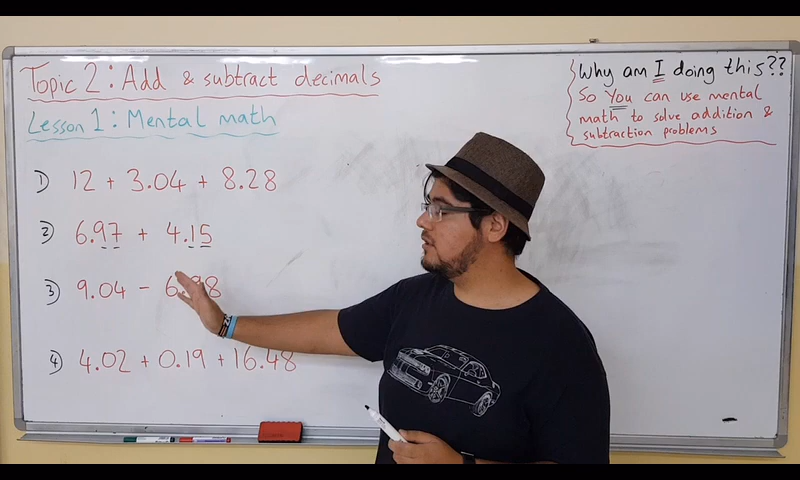 Topic 2: Add & subtract decimals
Lesson 1: Mental math
1) 12 + 3.04 + 8.28
2) 6.97 + 4.15
3) 9.04 - 6.98
4) 4.02 + 0.19 + 16.48
Why am I doing this??
So You can use mental
math to solve addition &
subtraction problems